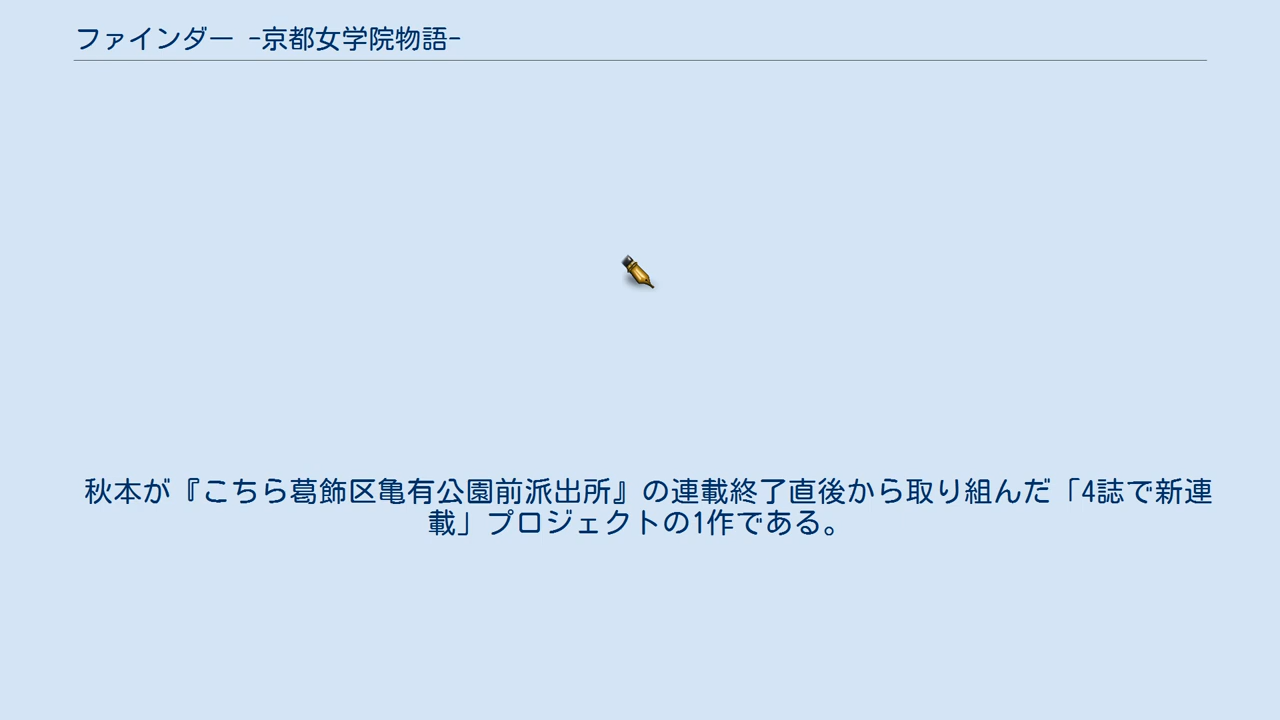 ファインダー -京都女学院物語-
秋本が『こちら葛飾区亀有公園前派出所』の連載終了直後から取り組んだ「4誌で新連
載」プロジェクトの1作である。